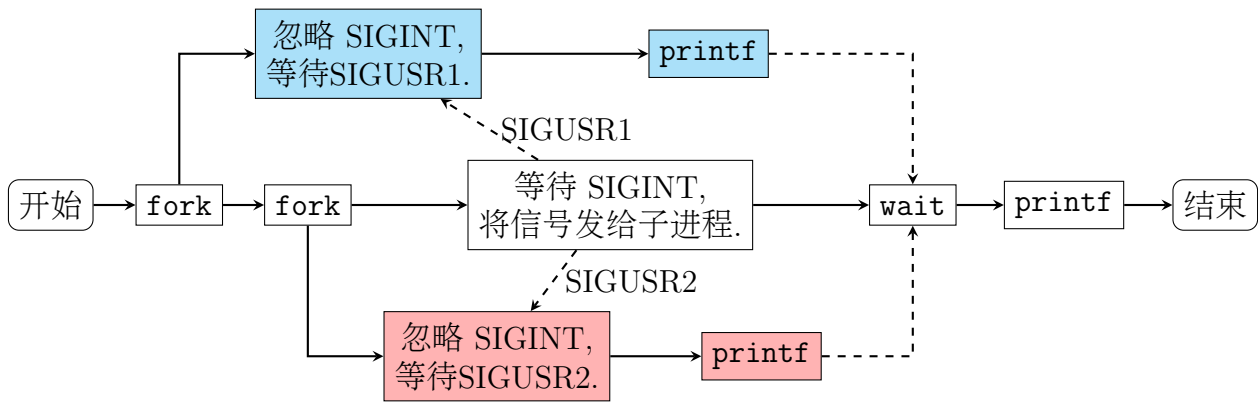 忽略 SIGINT,
等待SIGUSR1.
printf
SIGUSR1
开始
fork
fork
等待 SIGINT,
将信号发给子进程.
wait
printf
结束
SIGUSR2
忽略 SIGINT,
等待SIGUSR2.
printf